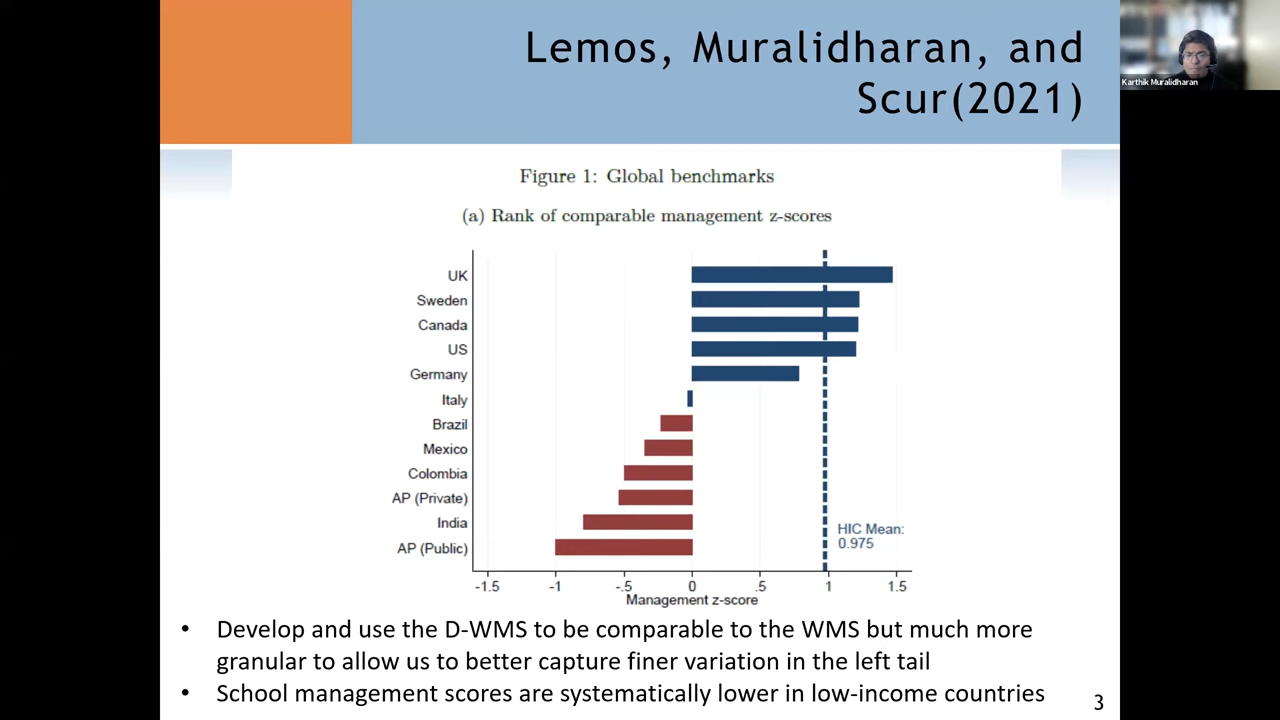 Lemos, Muralidharan, and
Scur(2021)
Karthik Muralidharan
Figure 1: Global benchmarks
(a) Rank of comparable management z-scores
UK
Sweden
Canada
US
Germany
Italy
Brazil
Mexico
Colombia
AP (Private)
India
AP (Public)
HIC Mean:
0.975
-1.5 -1 -.5 0 .5 1 1.5
Management z-score
• Develop and use the D-WMS to be comparable to the WMS but much more
granular to allow us to better capture finer variation in the left tail
• School management scores are systematically lower in low-income countries
3